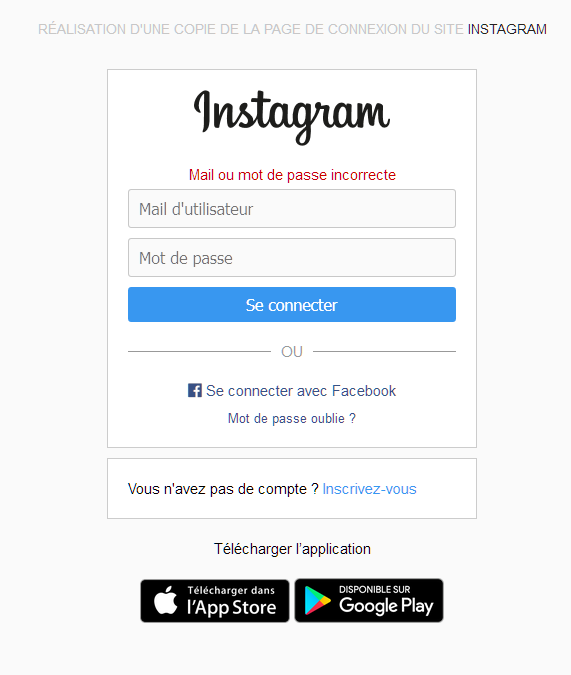 RÉALISATION D'UNE COPIE DE LA PAGE DE CONNEXION DU SITE INSTAGRAM
Instagram
Mail ou mot de passe incorrecte
Mail d'utilisateur
Mot de passe
Se connecter
OU
Se connecter avec Facebook
Mot de passe oublie ?
Vous n'avez pas de compte ? Inscrivez-vous
Télécharger l’application
Télécharger dans
l'App Store
DISPONIBLE SUR
Google Play